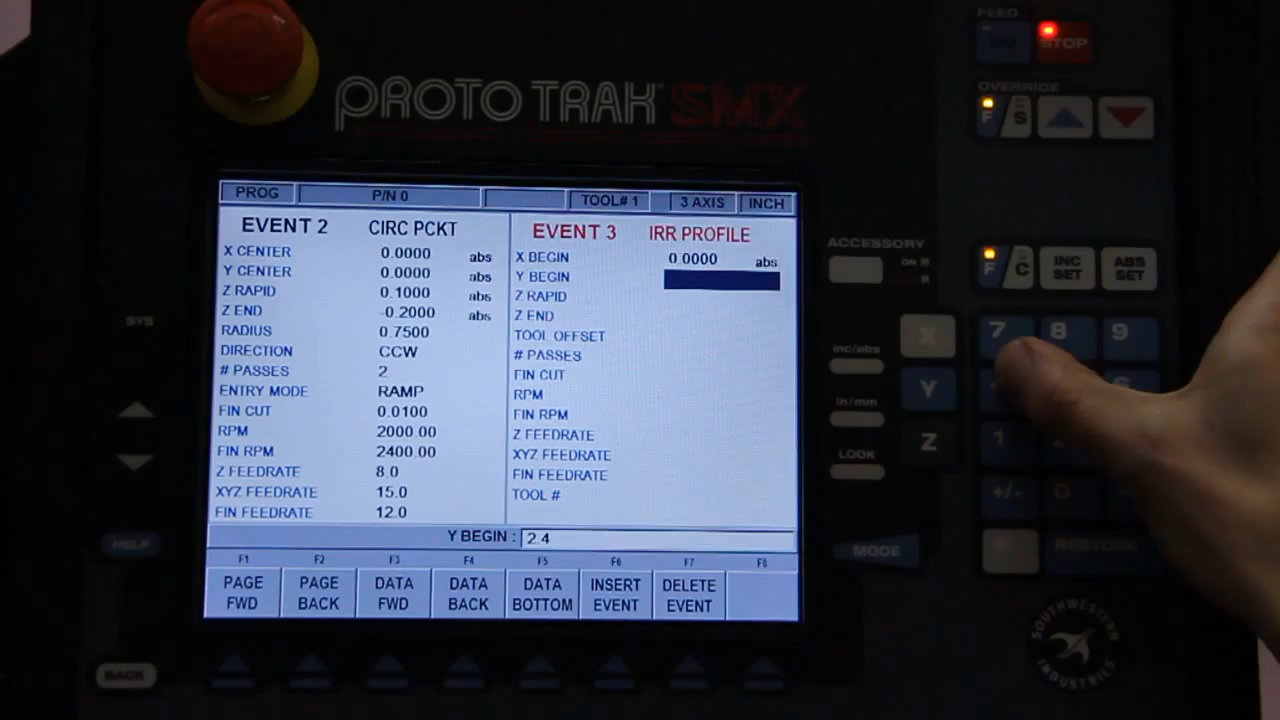 PROTO TRAK SMX
FEED
STOP
OVERRIDE
F S
PROG P/N 0 TOOL# 1 3 AXIS INCH
EVENT 2 CIRC PCKT
X CENTER 0.0000 abs
Y CENTER 0.0000 abs
Z RAPID 0.1000 abs
Z END -0.2000 abs
RADIUS 0.7500
DIRECTION CCW
# PASSES 2
ENTRY MODE RAMP
FIN CUT 0.0100
RPM 2000.00
FIN RPM 2400.00
Z FEEDRATE 8.0
XYZ FEEDRATE 15.0
FIN FEEDRATE 12.0
EVENT 3 IRR PROFILE
X BEGIN 0.0000 abs
Y BEGIN
Z RAPID
Z END
TOOL OFFSET
# PASSES
FIN CUT
RPM
FIN RPM
Z FEEDRATE
XYZ FEEDRATE
FIN FEEDRATE
TOOL #
Y BEGIN : 2.4
F1 F2 F3 F4 F5 F6 F7 F8
PAGE FWD
PAGE BACK
DATA FWD
DATA BACK
DATA BOTTOM
INSERT EVENT
DELETE EVENT
SYS
HELP
BACK
ACCESSORY
ON
F C
INC SET
ABS SET
inc/abs
in/mm
LOOK
X
Y
Z
7 8 9
1
+/- 0
MODE
RESTORE
SOUTHWESTERN INDUSTRIES